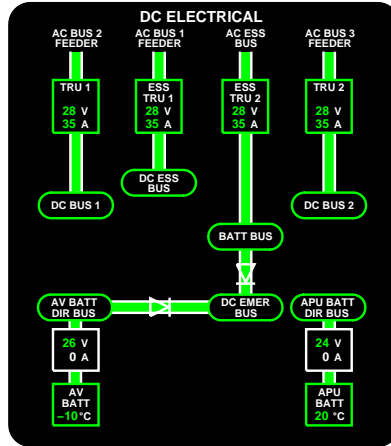 DC ELECTRICAL
AC BUS 2
FEEDER
AC BUS 1
FEEDER
AC ESS
BUS
AC BUS 3
FEEDER
TRU 1
28 V
35 A
ESS
TRU 1
28 V
35 A
ESS
TRU 2
28 V
35 A
TRU 2
28 V
35 A
DC BUS 1
DC ESS
BUS
DC BUS 2
BATT BUS
AV BATT
DIR BUS
DC EMER
BUS
APU BATT
DIR BUS
26 V
0 A
24 V
0 A
AV
BATT
−10°C
APU
BATT
20 °C